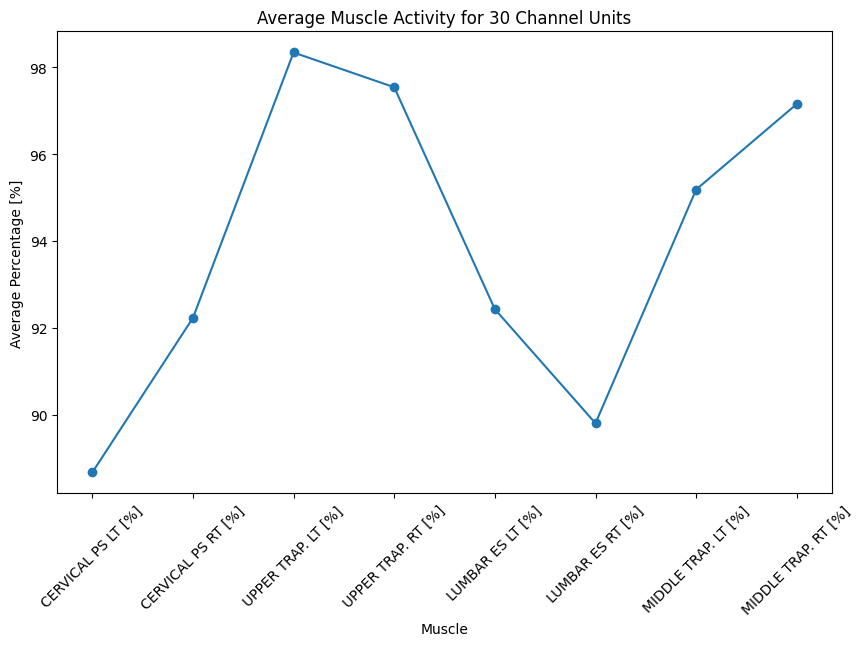 Average Muscle Activity for 30 Channel Units
Average Percentage [%]
98
96
94
92
90
CERVICAL PS LT [%]
CERVICAL PS RT [%]
UPPER TRAP. LT [%]
UPPER TRAP. RT [%]
LUMBAR ES LT [%]
LUMBAR ES RT [%]
MIDDLE TRAP. LT [%]
MIDDLE TRAP. RT [%]
Muscle